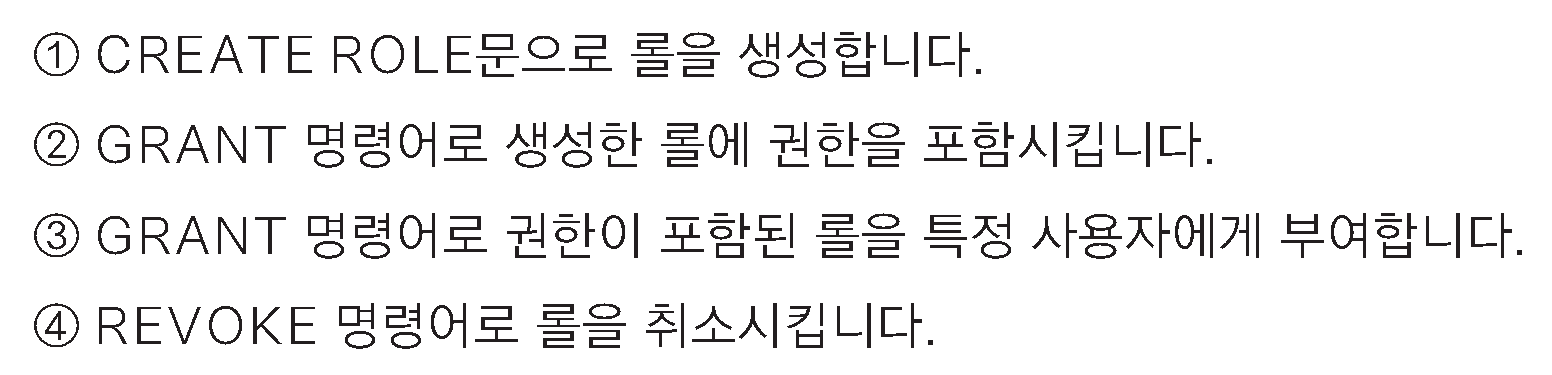 ① CREATE ROLE문으로 롤을 생성합니다.
② GRANT 명령어로 생성한 롤에 권한을 포함시킵니다.
③ GRANT 명령어로 권한이 포함된 롤을 특정 사용자에게 부여합니다.
④ REVOKE 명령어로 롤을 취소시킵니다.